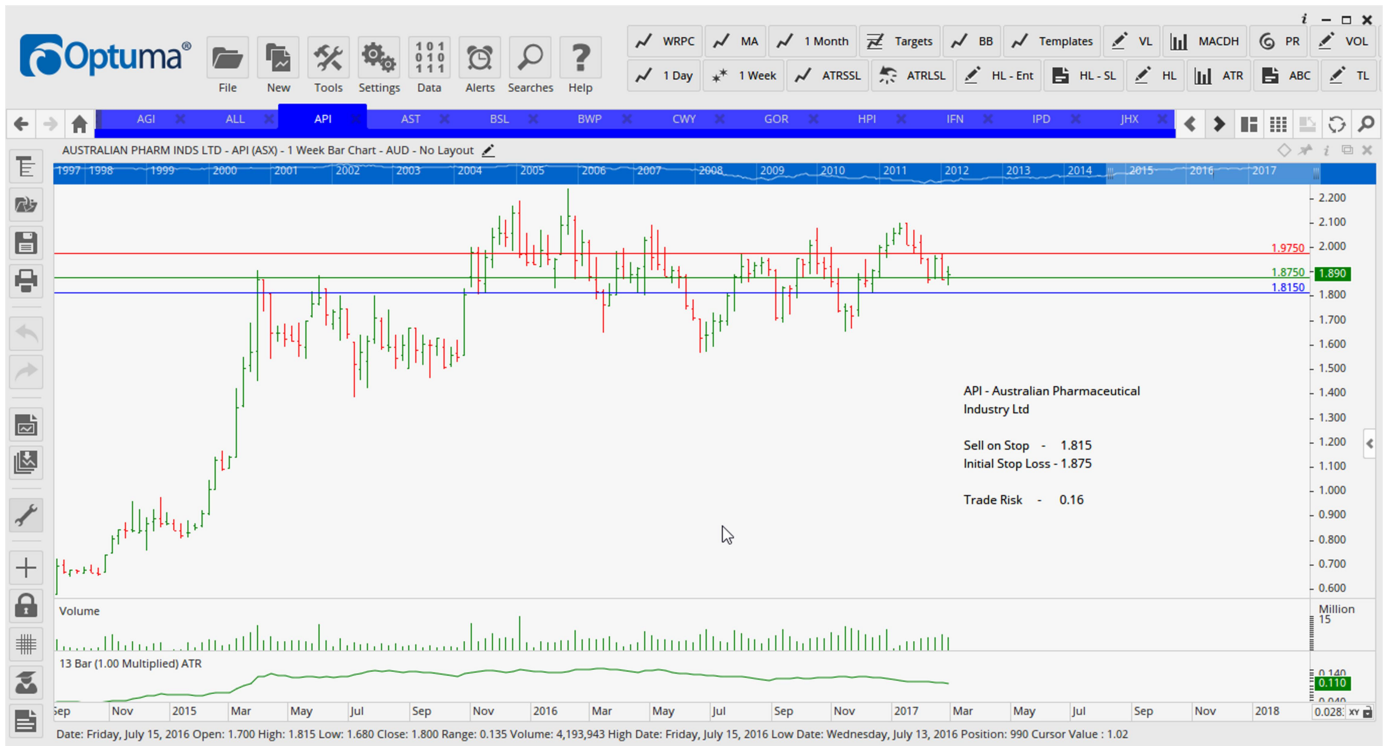 Optuma®
File
New
Tools
Settings
Data
Alerts
Searches
Help
WRPC
MA
1 Month
Targets
BB
Templates
VL
MACDH
PR
VOL
1 Day
1 Week
ATRSSL
ATRLSL
HL - Ent
HL - SL
HL
ATR
ABC
TL
AGI
ALL
API
AST
BSL
BWP
CWY
GOR
HPI
IFN
IPD
JHX
AUSTRALIAN PHARM INDS LTD - API (ASX) - 1 Week Bar Chart - AUD - No Layout
1997 1998 1999 2000 2001 2002 2003 2004 2005 2006 2007 2008 2009 2010 2011 2012 2013 2014 2015 2016 2017
2.200
2.100
2.000
1.9750
1.8750
1.890
1.8150
1.800
1.700
1.600
1.500
1.400
1.300
1.200
1.100
1.000
0.900
0.800
0.700
0.600
API - Australian Pharmaceutical
Industry Ltd
Sell on Stop - 1.815
Initial Stop Loss - 1.875
Trade Risk - 0.16
Volume
Million
15
13 Bar (1.00 Multiplied) ATR
0.140
0.110
0.040
Sep Nov 2015 Mar May Jul Sep Nov 2016 Mar May Jul Sep Nov 2017 Mar May Jul Sep Nov 2018
XY
Date: Friday, July 15, 2016 Open: 1.700 High: 1.815 Low: 1.680 Close: 1.800 Range: 0.135 Volume: 4,193,943 High Date: Friday, July 15, 2016 Low Date: Wednesday, July 13, 2016 Position: 990 Cursor Value : 1.02